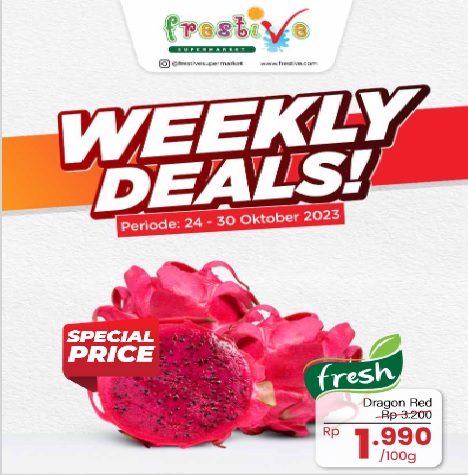 frestive
SUPERMARKET
@frestivesupermarket www.frestive.com
WEEKLY
DEALS!
Periode: 24 - 30 Oktober 2023
SPECIAL
PRICE
fresh
Dragon Red
Rp 3.200
Rp 1.990
/100g